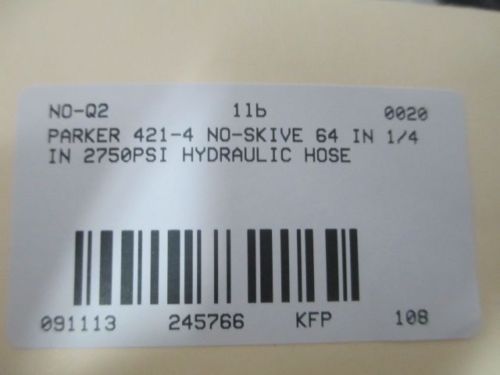 NO-Q2 1lb 0020
PARKER 421-4 NO-SKIVE 64 IN 1/4
IN 2750PSI HYDRAULIC HOSE
091113 245766 KFP 108